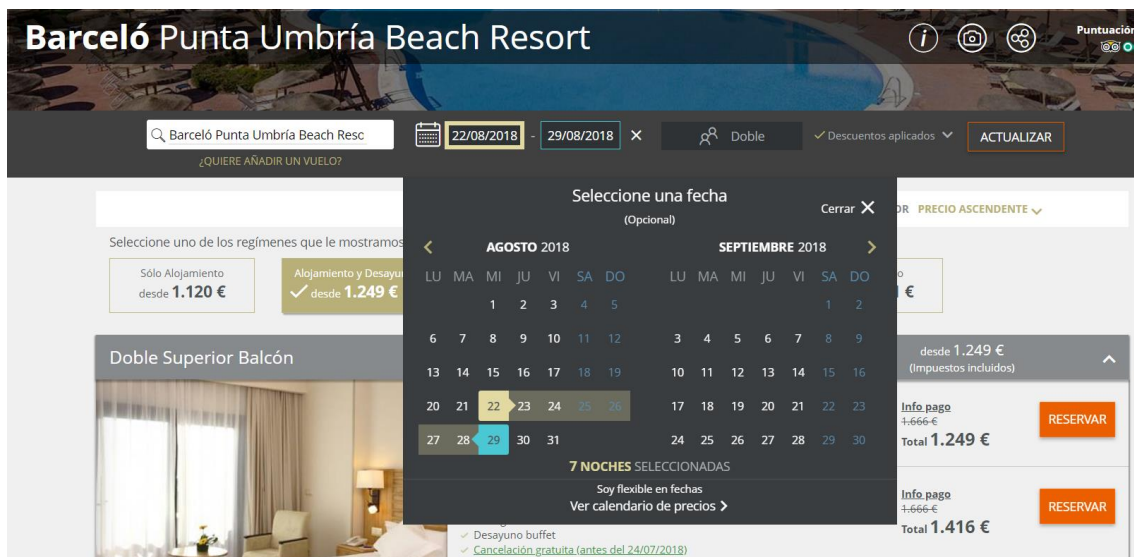 Barceló Punta Umbría Beach Resort
Puntuación
Barceló Punta Umbría Beach Resc
22/08/2018 - 29/08/2018
Doble
Descuentos aplicados
ACTUALIZAR
¿QUIERE AÑADIR UN VUELO?
Seleccione una fecha
(Opcional)
Cerrar
PRECIO ASCENDENTE
Seleccione uno de los regímenes que le mostramos
Sólo Alojamiento
desde 1.120 €
Alojamiento y Desayu
desde 1.249 €
AGOSTO 2018
LU MA MI JU VI SA DO
1 2 3 4 5
6 7 8 9 10 11 12
13 14 15 16 17 18 19
20 21 22 23 24 25 26
27 28 29 30 31
SEPTIEMBRE 2018
LU MA MI JU VI SA DO
1 2
3 4 5 6 7 8 9
10 11 12 13 14 15 16
17 18 19 20 21 22 23
24 25 26 27 28 29 30
7 NOCHES SELECCIONADAS
Soy flexible en fechas
Ver calendario de precios
Doble Superior Balcón
desde 1.249 €
(Impuestos incluidos)
Info pago
1.666 €
Total 1.249 €
RESERVAR
Info pago
1.666 €
Total 1.416 €
RESERVAR
Desayuno buffet
Cancelación gratuita (antes del 24/07/2018)